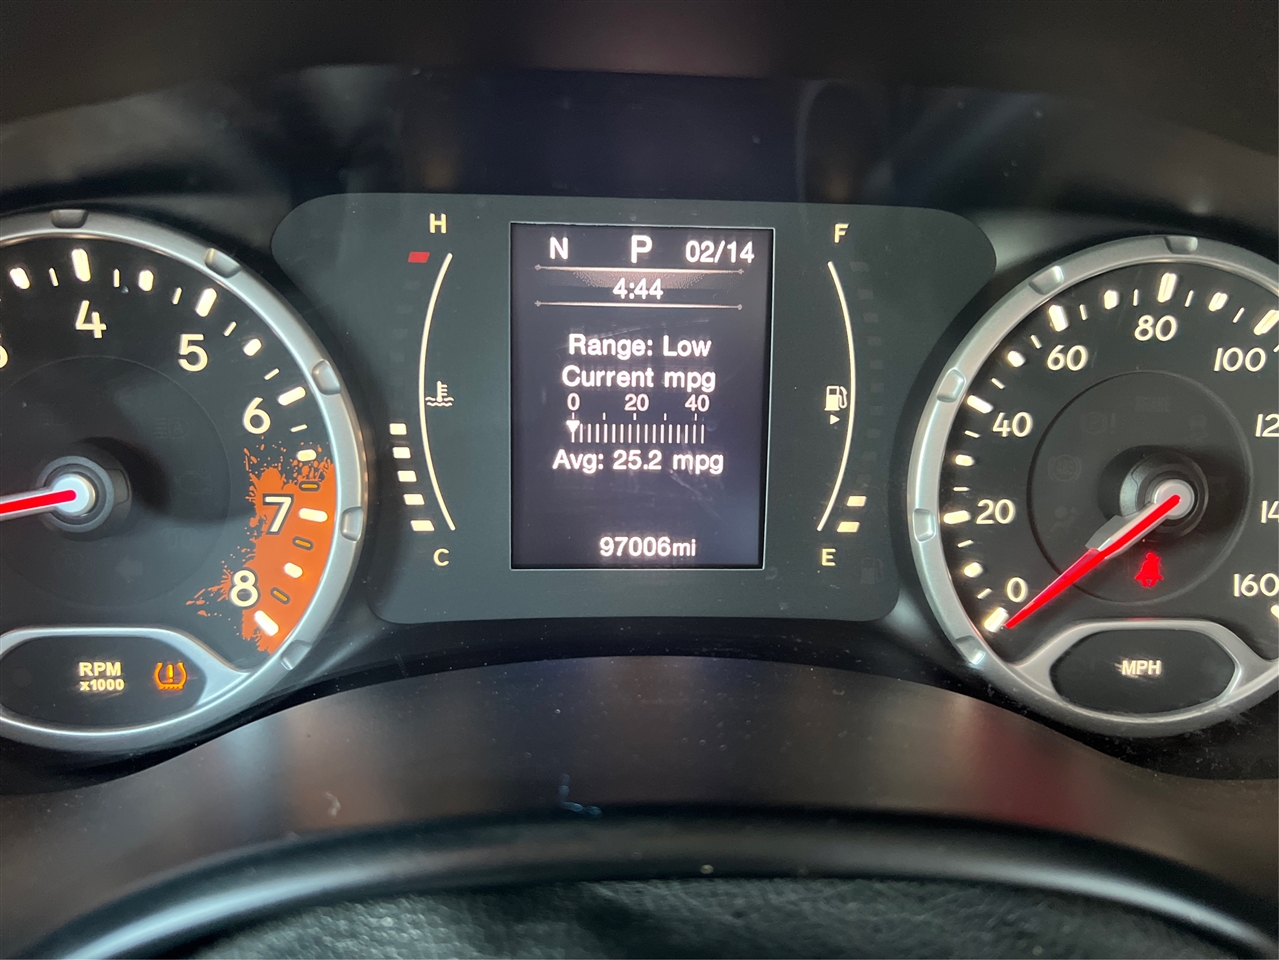 H
F
N P 02/14
4:44
Range: Low
Current mpg
0 20 40
Avg: 25.2 mpg
97006mi
C
E
4
5
6
7
8
RPM
x1000
0
20
40
60
80
100
160
MPH